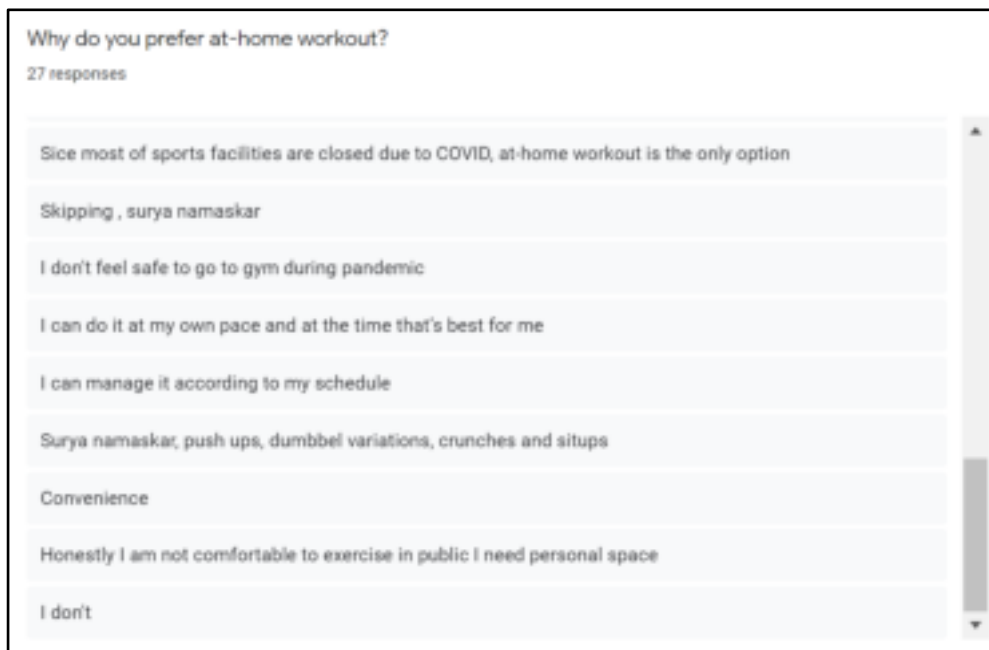 Why do you prefer at-home workout?
27 responses
Sice most of sports facilities are closed due to COVID, at-home workout is the only option
Skipping , surya namaskar
I don't feel safe to go to gym during pandemic
I can do it at my own pace and at the time that's best for me
I can manage it according to my schedule
Surya namaskar, push ups, dumbbel variations, crunches and situps
Convenience
Honestly I am not comfortable to exercise in public I need personal space
I don't